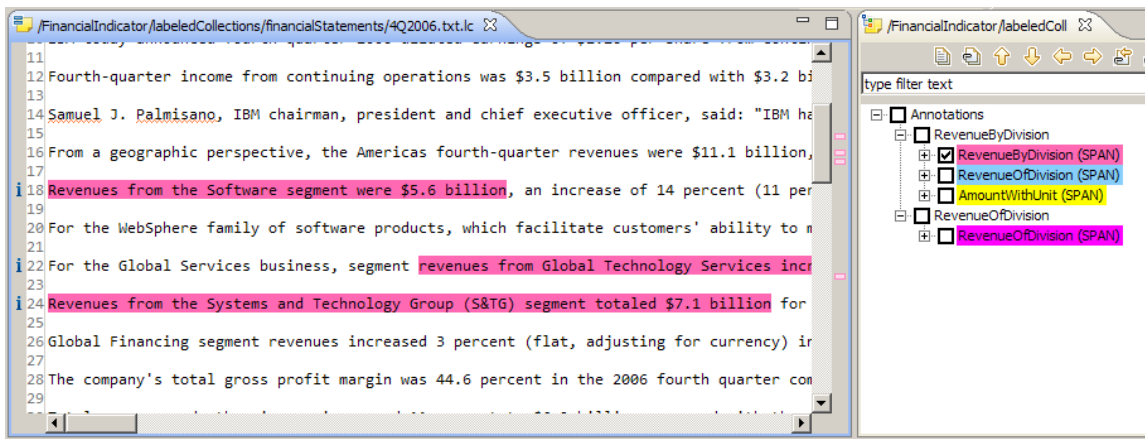 /FinancialIndicator/labeledCollections/financialStatements/4Q2006.txt.lc
11
12 Fourth-quarter income from continuing operations was $3.5 billion compared with $3.2 bi
13
14 Samuel J. Palmisano, IBM chairman, president and chief executive officer, said: "IBM ha
15
16 From a geographic perspective, the Americas fourth-quarter revenues were $11.1 billion,
17
18 Revenues from the Software segment were $5.6 billion, an increase of 14 percent (11 per
19
20 For the WebSphere family of software products, which facilitate customers' ability to m
21
22 For the Global Services business, segment revenues from Global Technology Services incr
23
24 Revenues from the Systems and Technology Group (S&TG) segment totaled $7.1 billion for
25
26 Global Financing segment revenues increased 3 percent (flat, adjusting for currency) in
27
28 The company's total gross profit margin was 44.6 percent in the 2006 fourth quarter com
29
/FinancialIndicator/labeledColl
type filter text
Annotations
RevenueByDivision
RevenueByDivision (SPAN)
RevenueOfDivision (SPAN)
AmountWithUnit (SPAN)
RevenueOfDivision
RevenueOfDivision (SPAN)